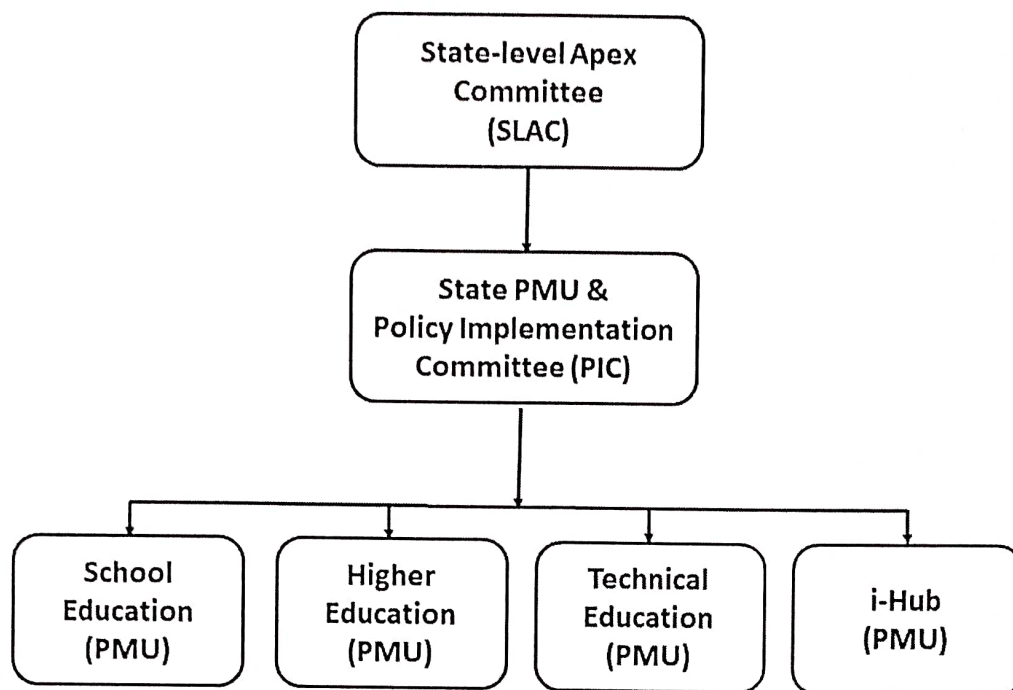 State-level Apex
Committee
(SLAC)
State PMU &
Policy Implementation
Committee (PIC)
School
Education
(PMU)
Higher
Education
(PMU)
Technical
Education
(PMU)
i-Hub
(PMU)